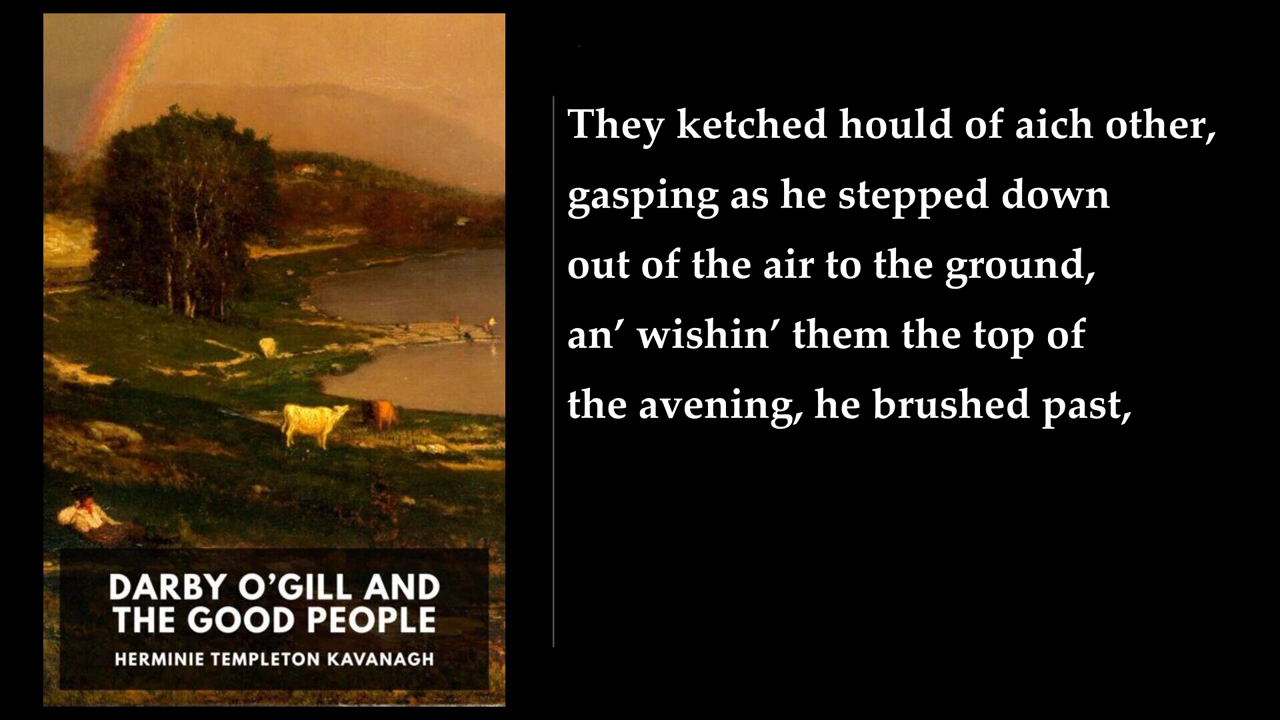 They ketched hould of aich other,
gasping as he stepped down
out of the air to the ground,
an’ wishin’ them the top of
the avening, he brushed past,
DARBY O’GILL AND
THE GOOD PEOPLE
HERMINIE TEMPLETON KAVANAGH